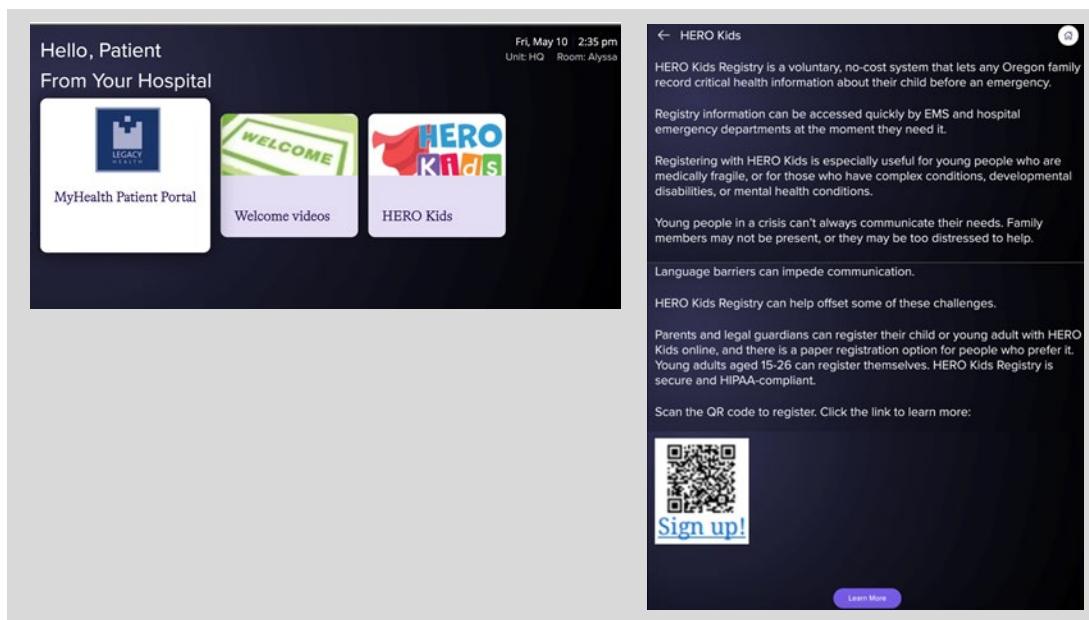 Hello, Patient
From Your Hospital
Fri, May 10 2:35 pm
Unit: HQ Room: Alyssa
LEGACY
HEALTH
MyHealth Patient Portal
WELCOME
Welcome videos
HERO
Kids
HERO Kids
← HERO Kids
HERO Kids Registry is a voluntary, no-cost system that lets any Oregon family
record critical health information about their child before an emergency.
Registry information can be accessed quickly by EMS and hospital
emergency departments at the moment they need it.
Registering with HERO Kids is especially useful for young people who are
medically fragile, or for those who have complex conditions, developmental
disabilities, or mental health conditions.
Young people in a crisis can't always communicate their needs. Family
members may not be present, or they may be too distressed to help.
Language barriers can impede communication.
HERO Kids Registry can help offset some of these challenges.
Parents and legal guardians can register their child or young adult with HERO
Kids online, and there is a paper registration option for people who prefer it.
Young adults aged 15-26 can register themselves. HERO Kids Registry is
secure and HIPAA-compliant.
Scan the QR code to register. Click the link to learn more:
Sign up!
Learn More